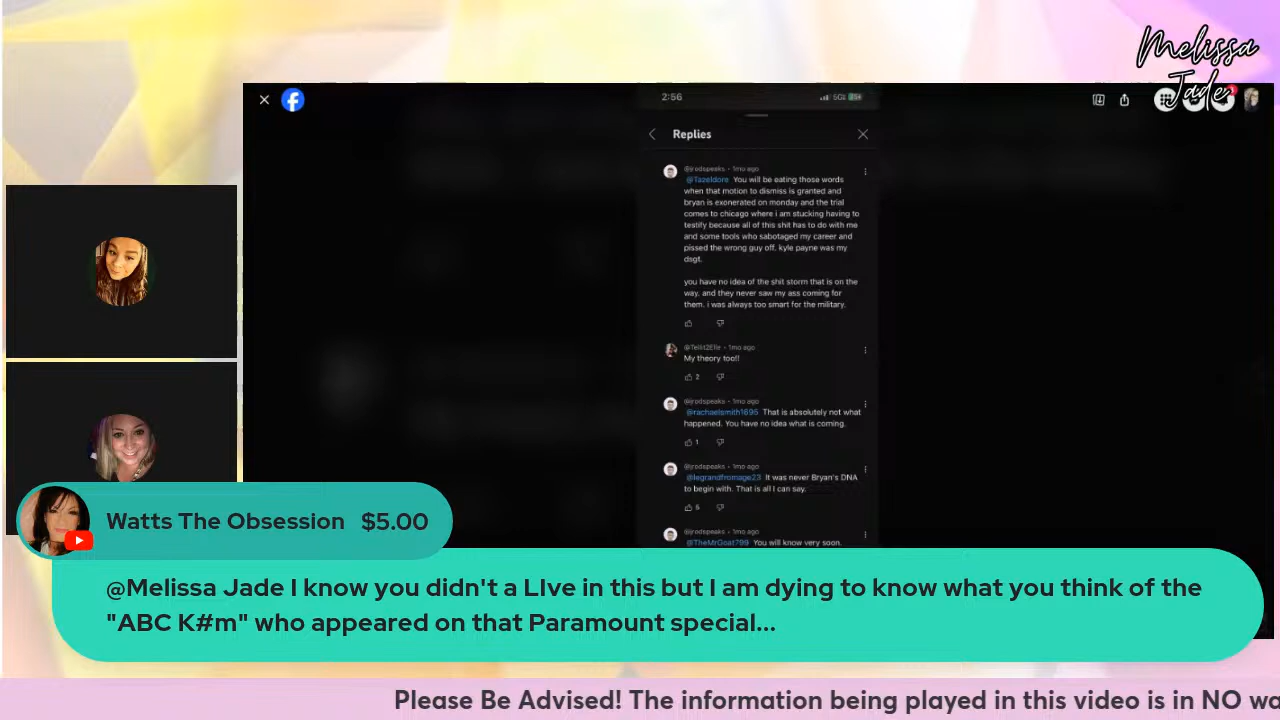 Melissa
Jade
2:56
5G
Replies
@jrodspeaks • 1mo ago
@Tazeldore You will be eating those words
when that motion to dismiss is granted and
bryan is exonerated on monday and the trial
comes to chicago where i am stucking having to
testify because all of this shit has to do with me
and some tools who sabotaged my career and
pissed the wrong guy off. kyle payne was my
dsgt.
you have no idea of the shit storm that is on the
way. and they never saw my ass coming for
them. i was always too smart for the military.
@Tellit2Elle • 1mo ago
My theory too!!
2
@jrodspeaks • 1mo ago
@rachaelsmith1695 That is absolutely not what
happened. You have no idea what is coming.
1
@jrodspeaks • 1mo ago
@legrandfromage23 It was never Bryan's DNA
to begin with. That is all I can say.
@jrodspeaks • 1mo ago
@TheMrGoat799 You will know very soon.
Watts The Obsession $5.00
@Melissa Jade I know you didn't a LIve in this but I am dying to know what you think of the
"ABC K#m" who appeared on that Paramount special...
Please Be Advised! The information being played in this video is in NO wa